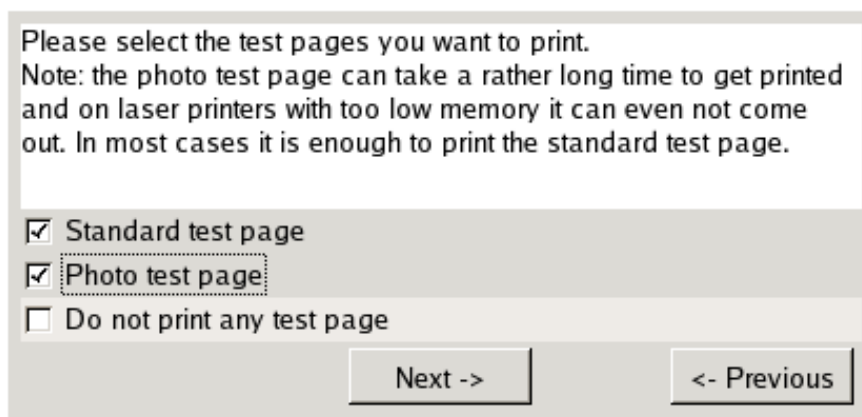 Please select the test pages you want to print.
Note: the photo test page can take a rather long time to get printed
and on laser printers with too low memory it can even not come
out. In most cases it is enough to print the standard test page.
Standard test page
Photo test page
Do not print any test page
Next -> <- Previous